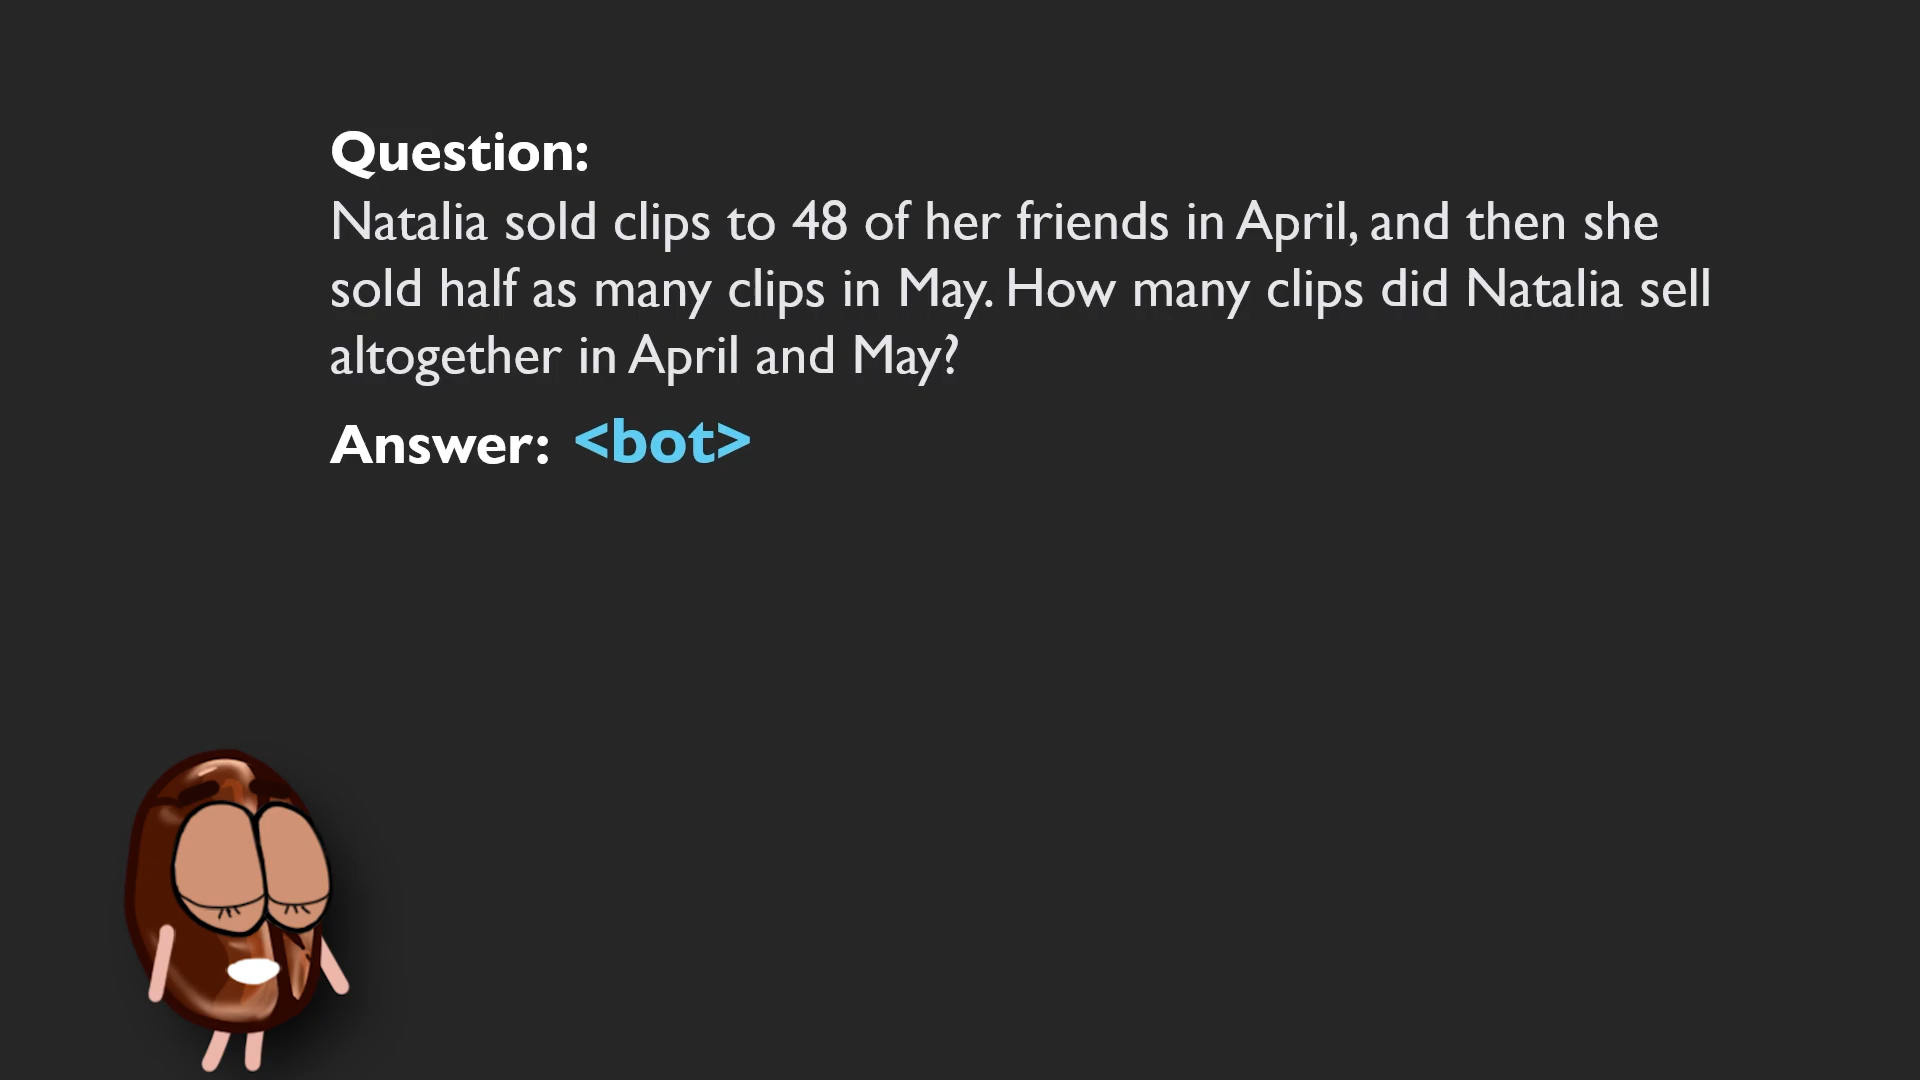 Question:
Natalia sold clips to 48 of her friends in April, and then she
sold half as many clips in May. How many clips did Natalia sell
altogether in April and May?
Answer: <bot>